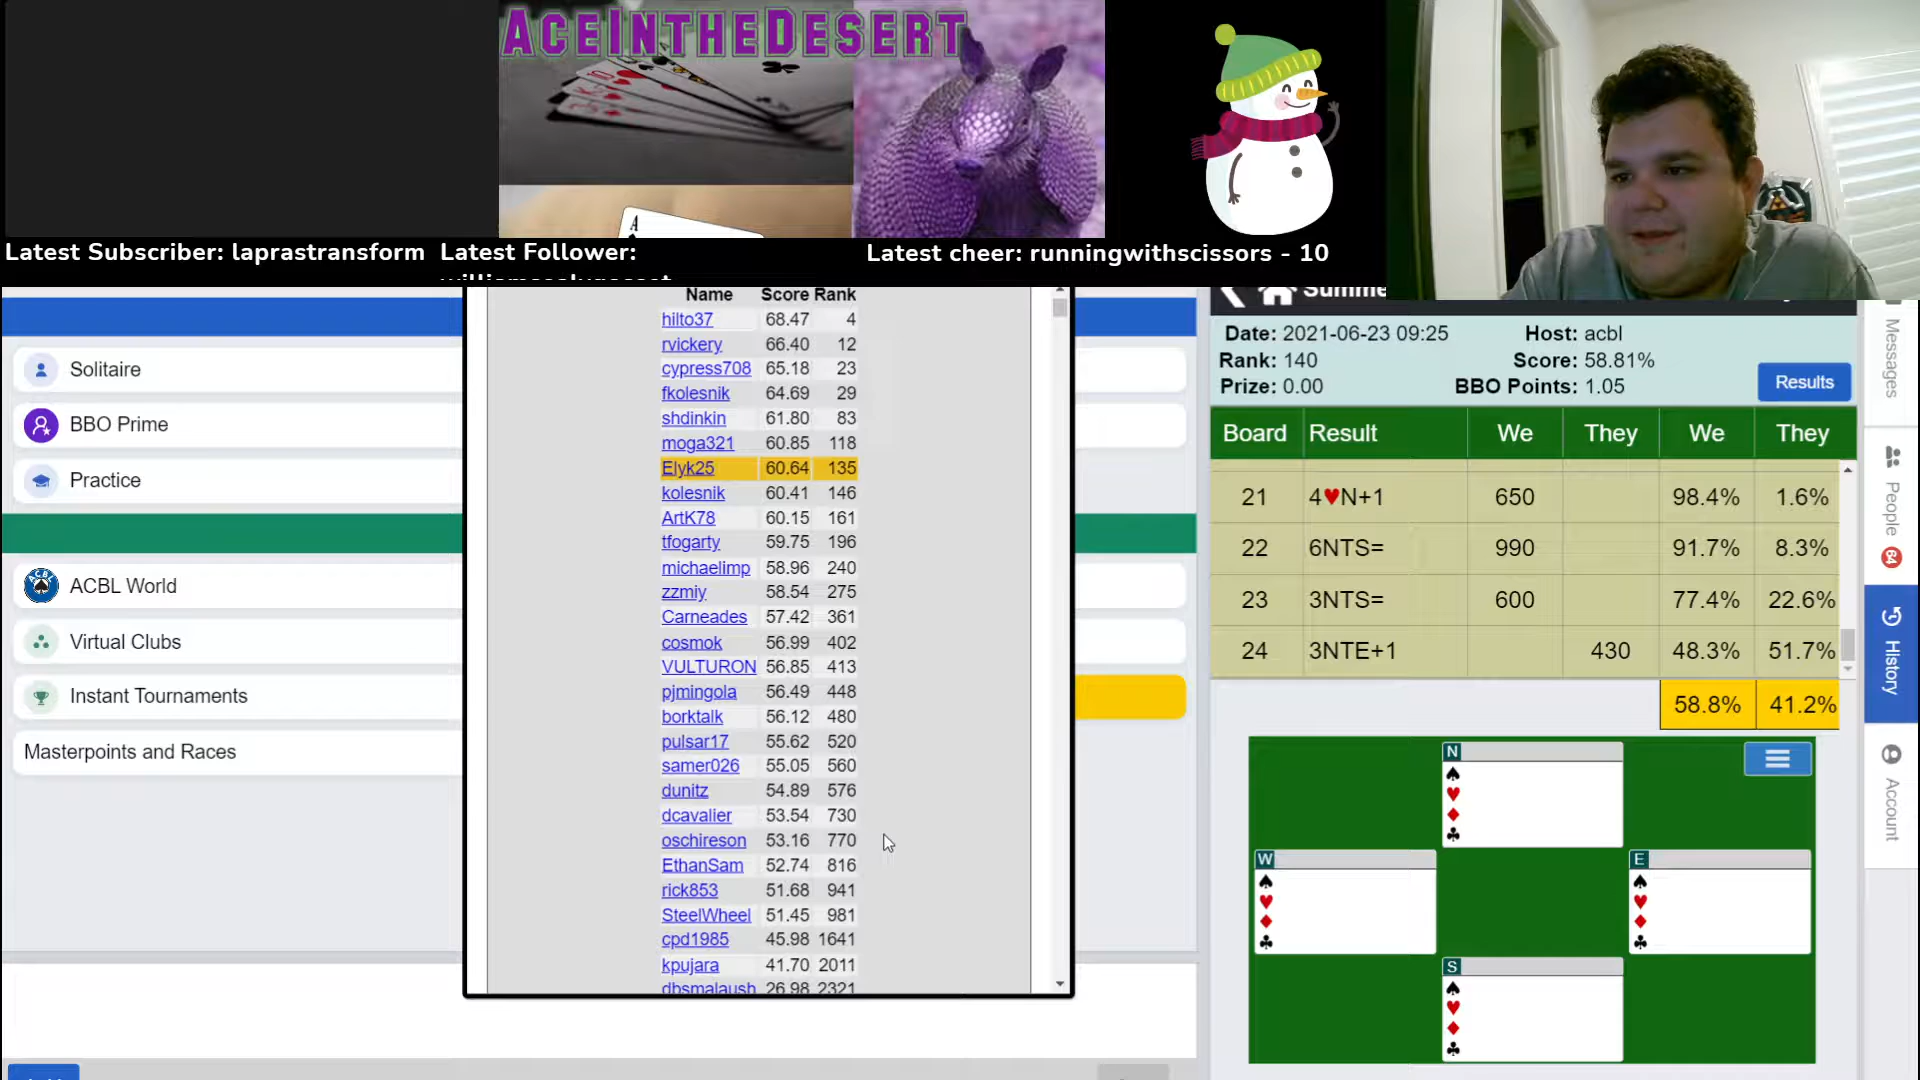 ACEINTHEDESERT
A
Latest Subscriber: laprastransform
Latest Follower:
Latest cheer: runningwithscissors - 10
Solitaire
BBO Prime
Practice
ACBL World
Virtual Clubs
Instant Tournaments
Masterpoints and Races
Name Score Rank
hilto37 68.47 4
rvickery 66.40 12
cypress708 65.18 23
fkolesnik 64.69 29
shdinkin 61.80 83
moga321 60.85 118
Elyk25 60.64 135
kolesnik 60.41 146
ArtK78 60.15 161
tfogarty 59.75 196
michaelimp 58.96 240
zzmiy 58.54 275
Carneades 57.42 361
cosmok 56.99 402
VULTURON 56.85 413
pjmingola 56.49 448
borktalk 56.12 480
pulsar17 55.62 520
samer026 55.05 560
dunitz 54.89 576
dcavalier 53.54 730
oschireson 53.16 770
EthanSam 52.74 816
rick853 51.68 941
SteelWheel 51.45 981
cpd1985 45.98 1641
kpujara 41.70 2011
dbsmalaush 26.98 2321
Summe
Date: 2021-06-23 09:25 Host: acbl
Rank: 140 Score: 58.81%
Prize: 0.00 BBO Points: 1.05
Results
Board Result We They We They
21 4♥N+1 650 98.4% 1.6%
22 6NTS= 990 91.7% 8.3%
23 3NTS= 600 77.4% 22.6%
24 3NTE+1 430 48.3% 51.7%
58.8% 41.2%
N
♠
♥
♦
♣
W
♠
♥
♦
♣
E
♠
♥
♦
♣
S
♠
♥
♦
♣
Messages
People
64
History
Account